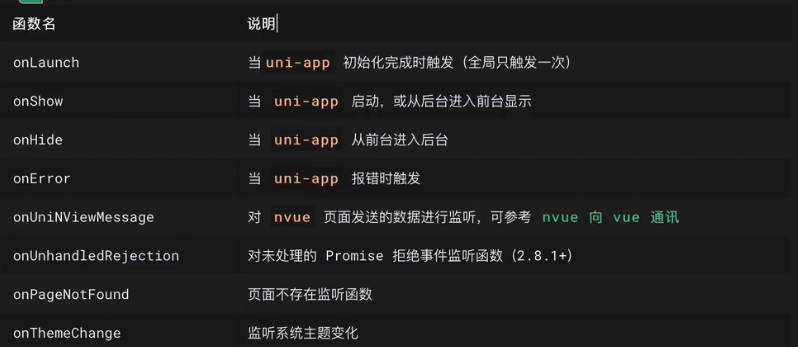 函数名 说明
onLaunch 当 uni-app 初始化完成时触发（全局只触发一次）
onShow 当 uni-app 启动，或从后台进入前台显示
onHide 当 uni-app 从前台进入后台
onError 当 uni-app 报错时触发
onUniNViewMessage 对 nvue 页面发送的数据进行监听，可参考 nvue 向 vue 通讯
onUnhandledRejection 对未处理的 Promise 拒绝事件监听函数（2.8.1+）
onPageNotFound 页面不存在监听函数
onThemeChange 监听系统主题变化